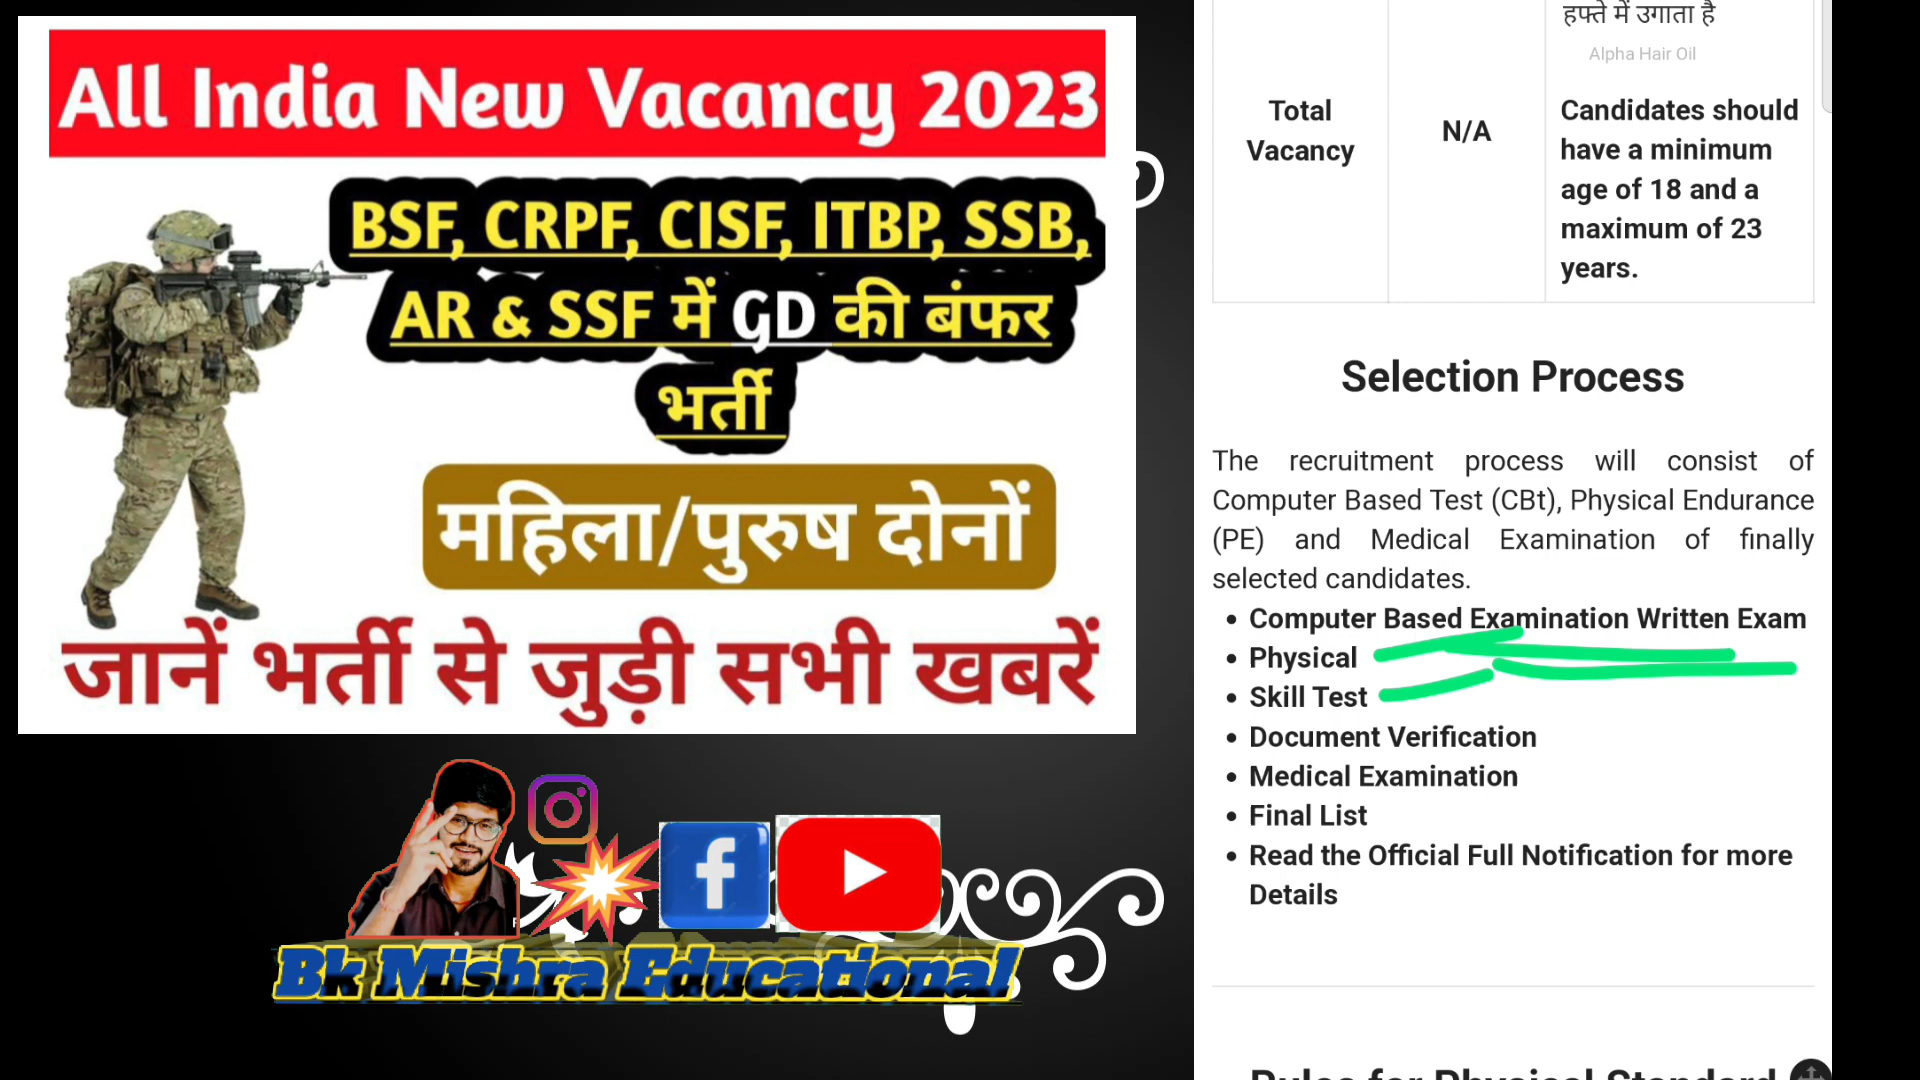 All India New Vacancy 2023
BSF, CRPF, CISF, ITBP, SSB,
AR & SSF में GD की बंफर
भर्ती
महिला/पुरुष दोनों
जानें भर्ती से जुड़ी सभी खबरें
Bk Mishra Educational
हफ्ते में उगाता है
Alpha Hair Oil
Total
Vacancy
N/A
Candidates should
have a minimum
age of 18 and a
maximum of 23
years.
Selection Process
The recruitment process will consist of
Computer Based Test (CBt), Physical Endurance
(PE) and Medical Examination of finally
selected candidates.
Computer Based Examination Written Exam
Physical
Skill Test
Document Verification
Medical Examination
Final List
Read the Official Full Notification for more
Details
Rules for Physical Standard